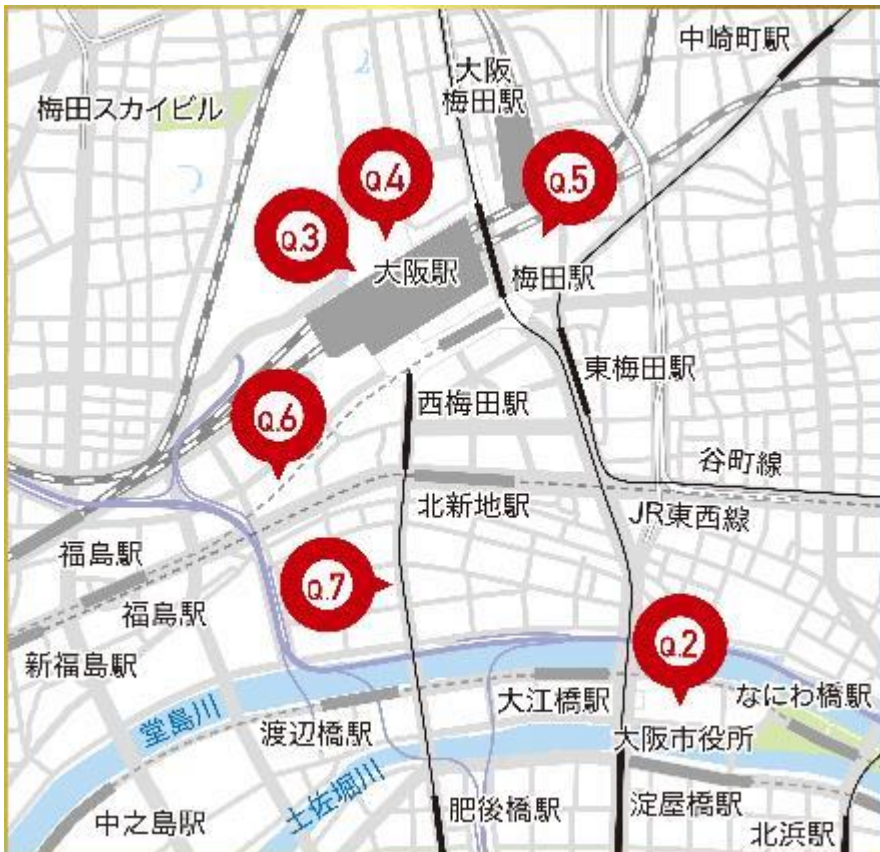 中崎町駅
大阪
梅田駅
梅田スカイビル
Q.4
Q.5
Q.3
大阪駅
梅田駅
東梅田駅
西梅田駅
Q.6
谷町線
北新地駅
JR東西線
福島駅
Q.7
福島駅
新福島駅
Q.2
なにわ橋駅
大江橋駅
堂島川
渡辺橋駅
大阪市役所
土佐堀川
中之島駅
肥後橋駅
淀屋橋駅
北浜駅